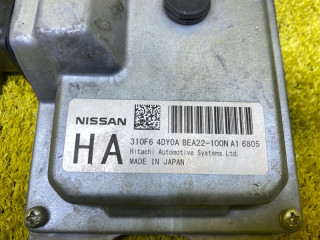 NISSAN
HA
310F6 4DY0A BEA22-100N A1 6805
Hitachi Automotive Systems,Ltd.
MADE IN JAPAN